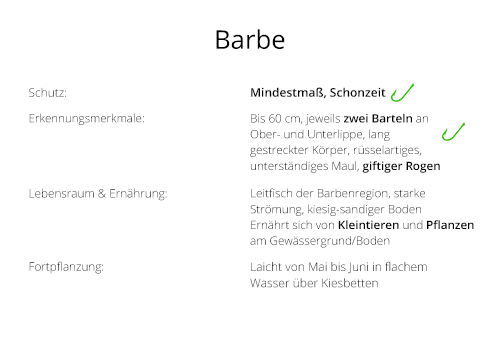 Barbe
Schutz: Mindestmaß, Schonzeit
Erkennungsmerkmale: Bis 60 cm, jeweils zwei Barteln an
Ober- und Unterlippe, lang
gestreckter Körper, rüsselartiges,
unterständiges Maul, giftiger Rogen
Lebensraum & Ernährung: Leitfisch der Barbenregion, starke
Strömung, kiesig-sandiger Boden
Ernährt sich von Kleintieren und Pflanzen
am Gewässergrund/Boden
Fortpflanzung: Laicht von Mai bis Juni in flachem
Wasser über Kiesbetten